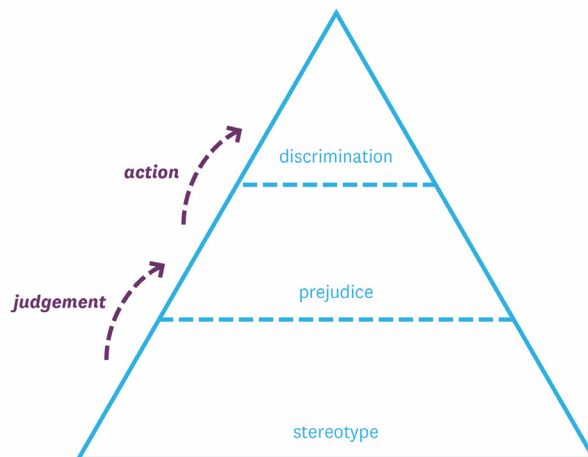 discrimination
action
prejudice
judgement
stereotype